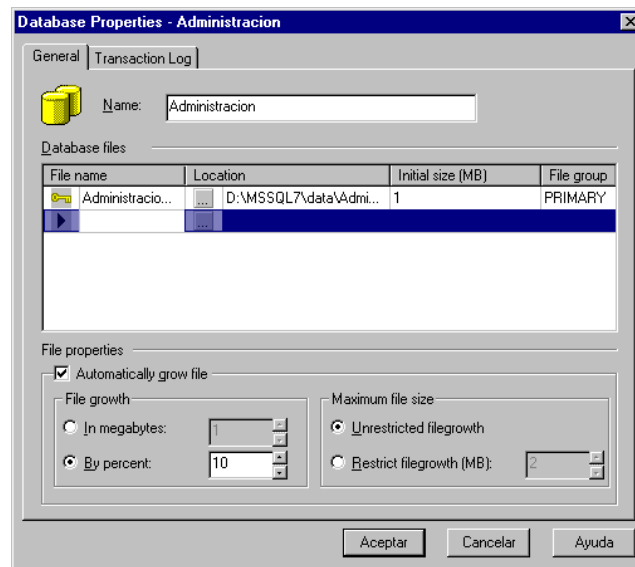 Database Properties - Administracion
General Transaction Log
Name: Administracion
Database files
File name Location Initial size (MB) File group
Administracio... ... D:\MSSQL7\data\Admi... 1 PRIMARY
...
File properties
Automatically grow file
File growth Maximum file size
In megabytes: 1 Unrestricted filegrowth
By percent: 10 Restrict filegrowth (MB): 2
Aceptar Cancelar Ayuda